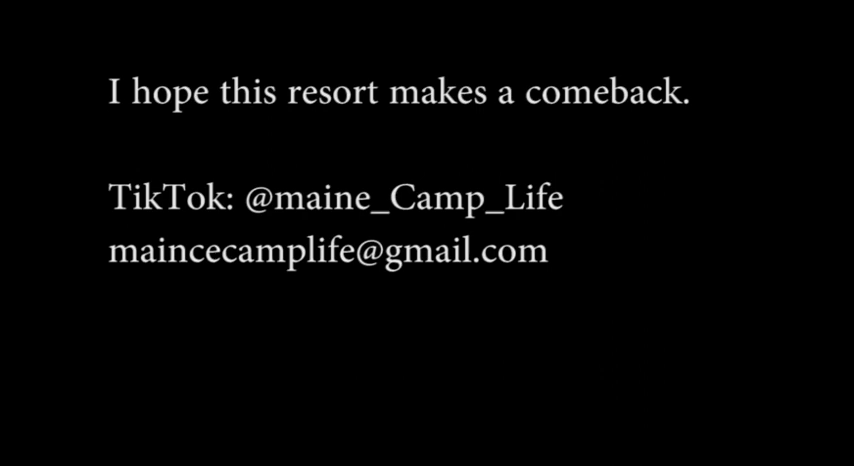 I hope this resort makes a comeback.
TikTok: @maine_Camp_Life
maincecamplife@gmail.com